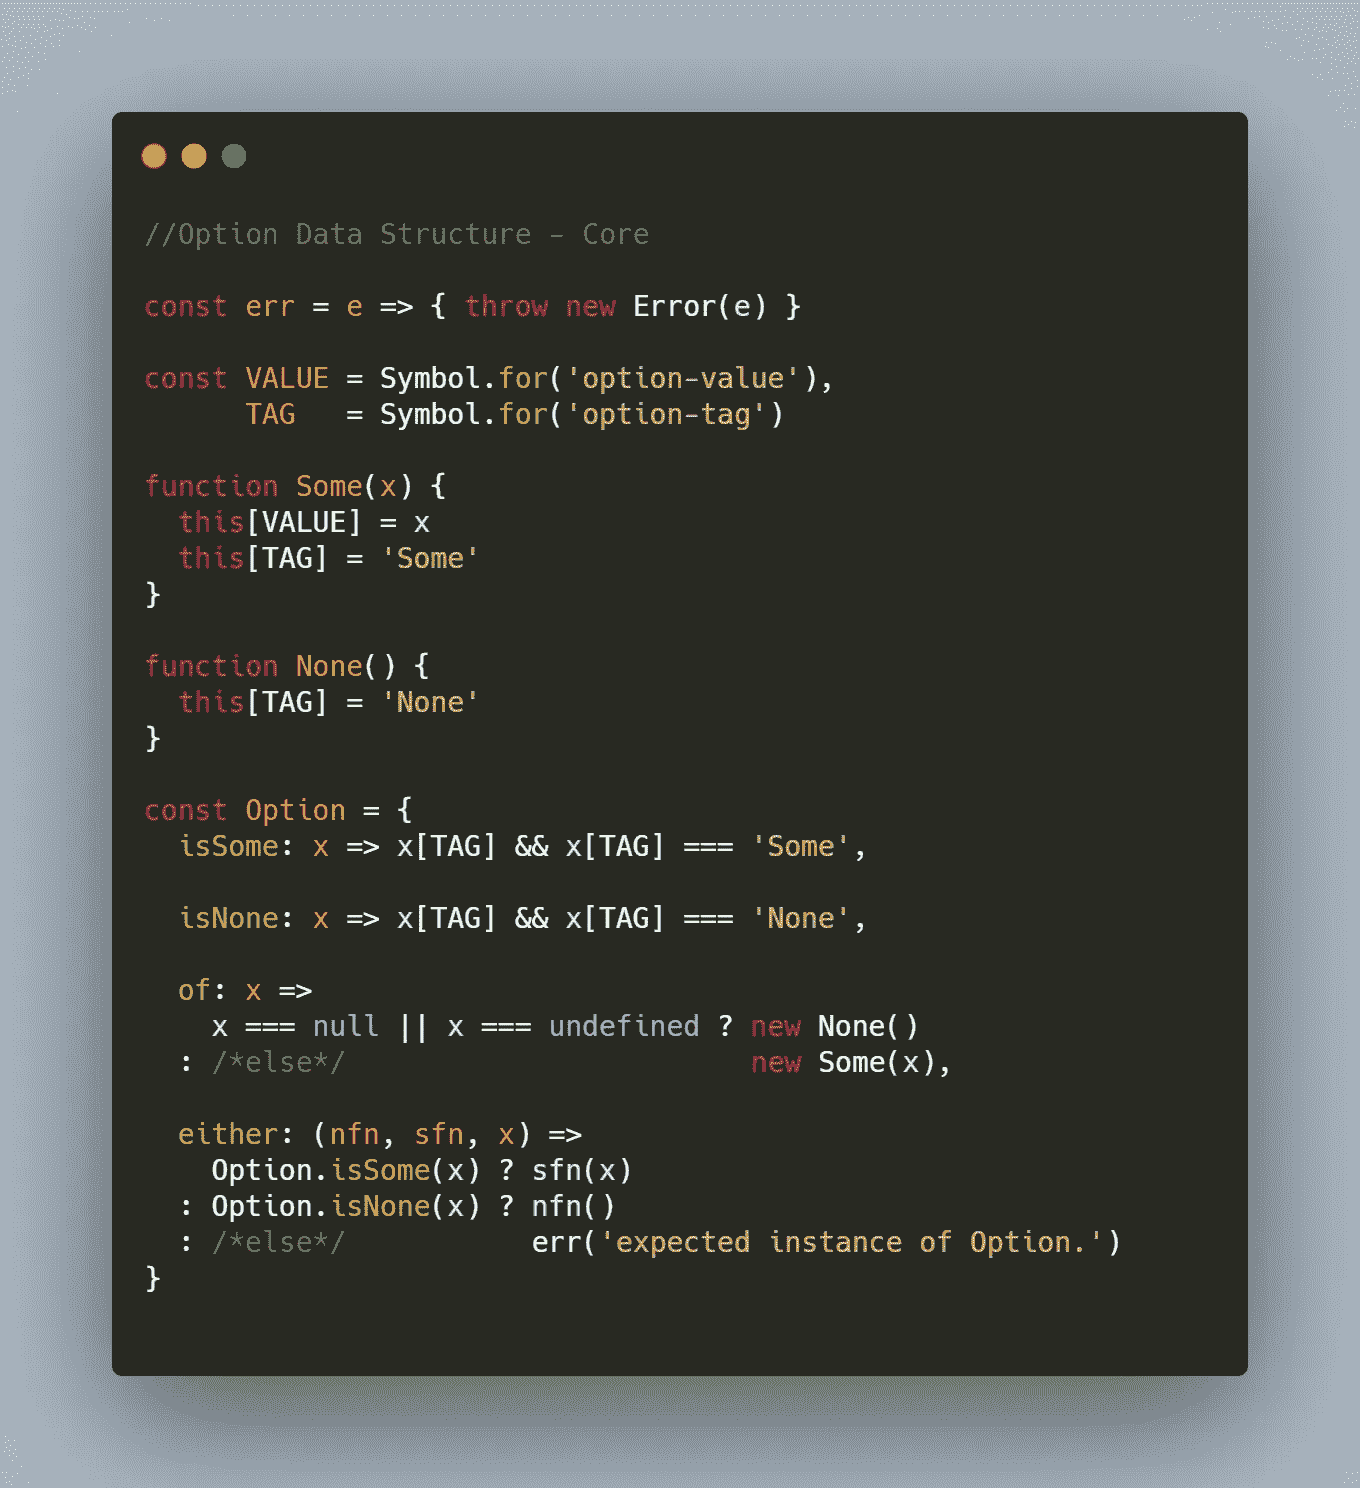 //Option Data Structure - Core
const err = e => { throw new Error(e) }
const VALUE = Symbol.for('option-value'),
      TAG   = Symbol.for('option-tag')
function Some(x) {
  this[VALUE] = x
  this[TAG] = 'Some'
}
function None() {
  this[TAG] = 'None'
}
const Option = {
  isSome: x => x[TAG] && x[TAG] === 'Some',
  isNone: x => x[TAG] && x[TAG] === 'None',
  of: x =>
    x === null || x === undefined ? new None()
  : /*else*/                        new Some(x),
  either: (nfn, sfn, x) =>
    Option.isSome(x) ? sfn(x)
  : Option.isNone(x) ? nfn()
  : /*else*/           err('expected instance of Option.')
}